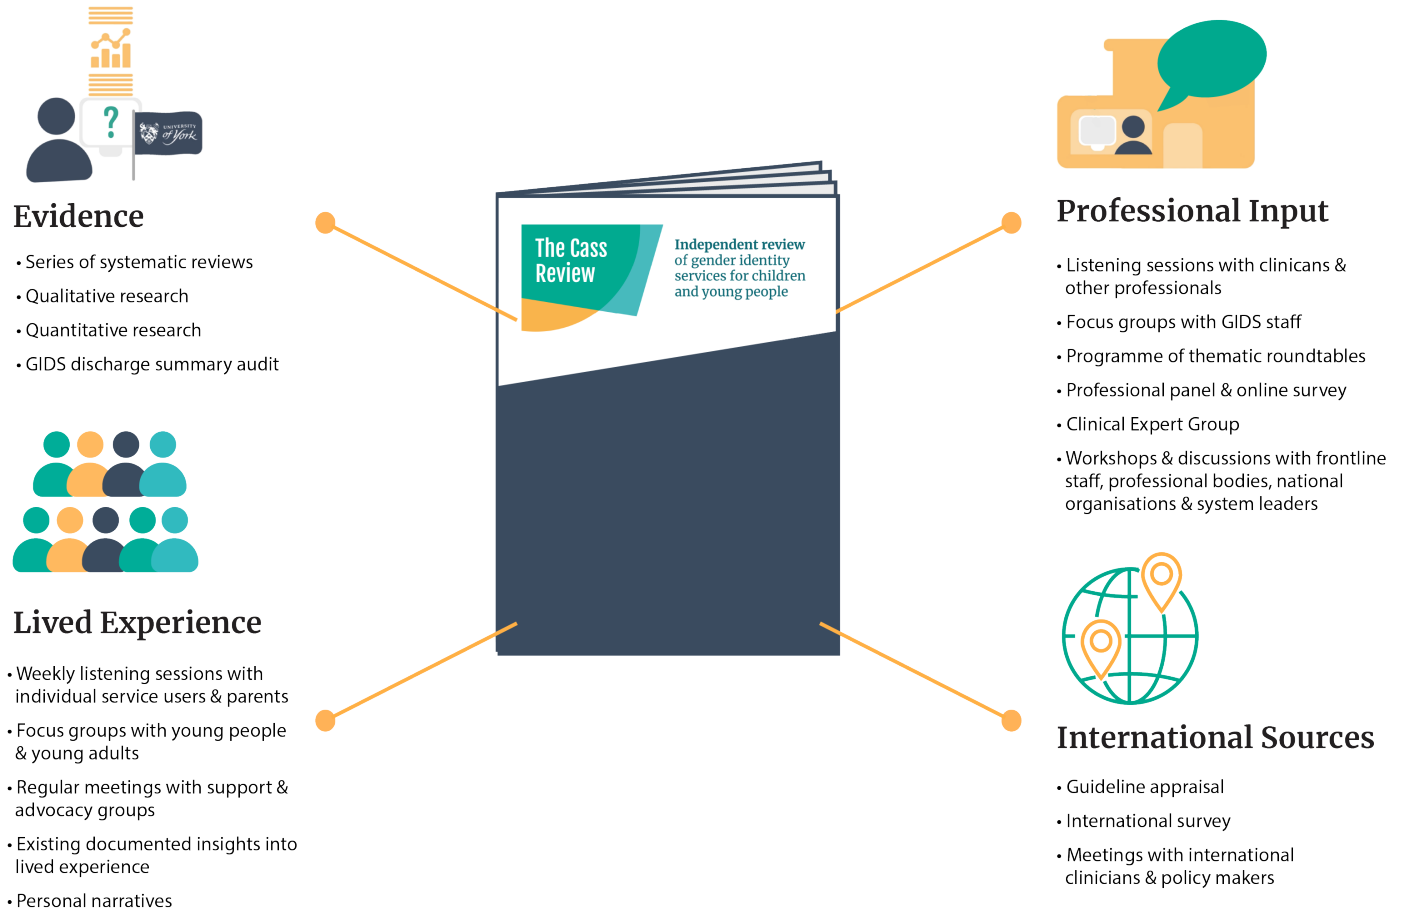 ?
UNIVERSITY
of York
Evidence
• Series of systematic reviews
• Qualitative research
• Quantitative research
• GIDS discharge summary audit
Lived Experience
• Weekly listening sessions with
individual service users & parents
• Focus groups with young people
& young adults
• Regular meetings with support &
advocacy groups
• Existing documented insights into
lived experience
• Personal narratives
The Cass
Review
Independent review
of gender identity
services for children
and young people
Professional Input
• Listening sessions with clinicans &
other professionals
• Focus groups with GIDS staff
• Programme of thematic roundtables
• Professional panel & online survey
• Clinical Expert Group
• Workshops & discussions with frontline
staff, professional bodies, national
organisations & system leaders
International Sources
• Guideline appraisal
• International survey
• Meetings with international
clinicians & policy makers